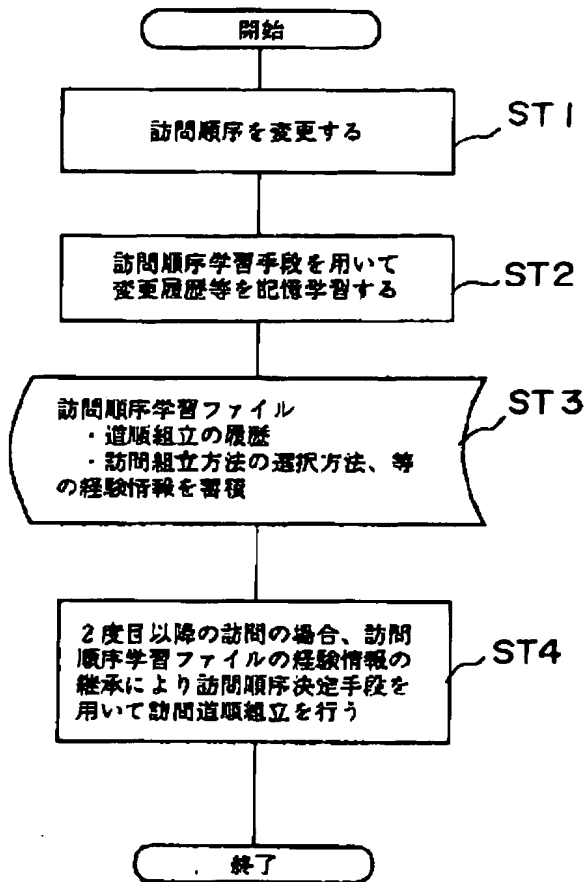 開始
訪問順序を変更する
ST1
訪問順序学習手段を用いて
変更履歴等を記憶学習する
ST2
訪問順序学習ファイル
・道順組立の履歴
・訪問組立方法の選択方法、等
の経験情報を蓄積
ST3
2度目以降の訪問の場合、訪問
順序学習ファイルの経験情報の
継承により訪問順序決定手段を
用いて訪問道順組立を行う
ST4
終了